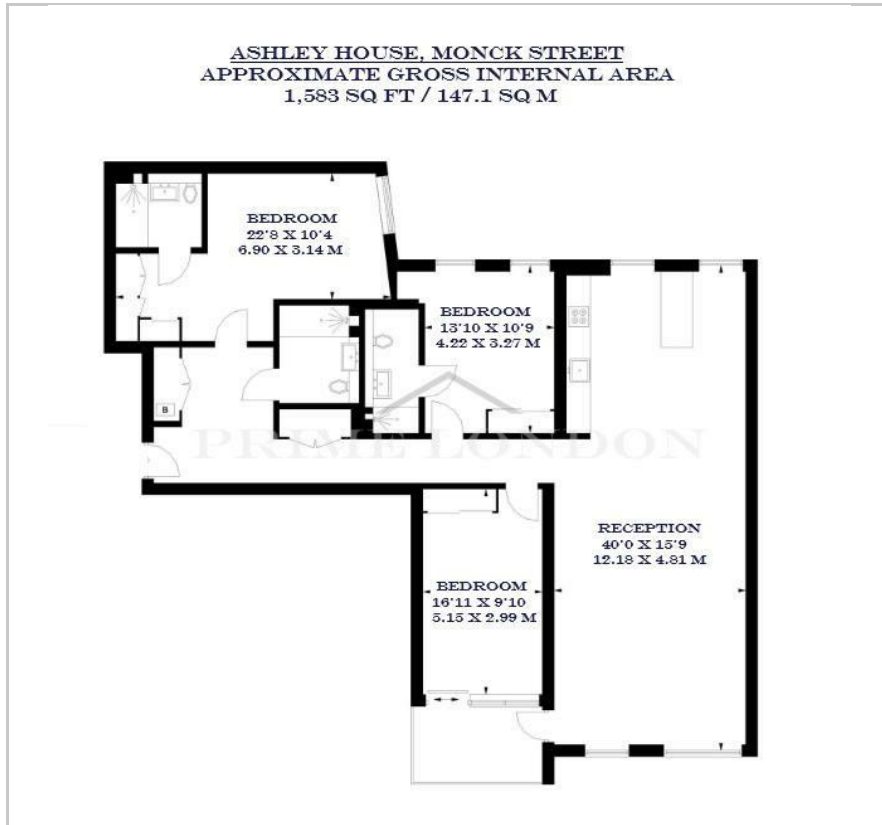 ASHLEY HOUSE, MONCK STREET
APPROXIMATE GROSS INTERNAL AREA
1,583 SQ FT / 147.1 SQ M
BEDROOM
22'8 X 10'4
6.90 X 3.14 M
BEDROOM
13'10 X 10'9
4.22 X 3.27 M
B
PRIME LONDON
RECEPTION
40'0 X 15'9
12.18 X 4.81 M
BEDROOM
16'11 X 9'10
5.15 X 2.99 M